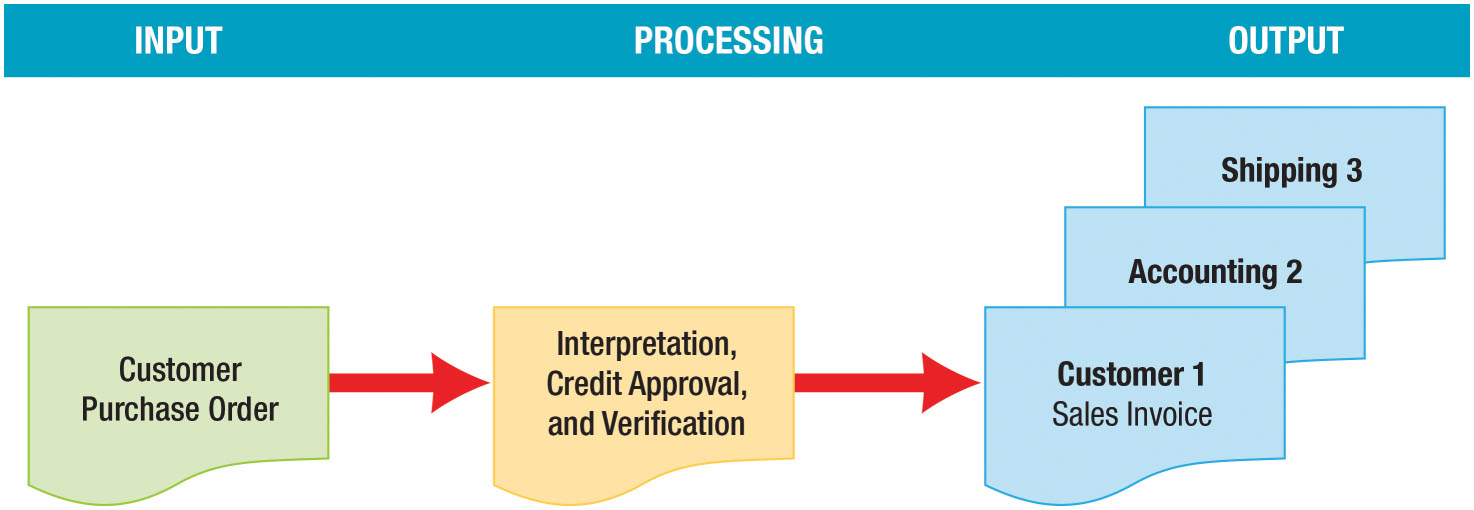 INPUT
PROCESSING
OUTPUT
Customer
Purchase Order
Interpretation,
Credit Approval,
and Verification
Shipping 3
Accounting 2
Customer 1
Sales Invoice